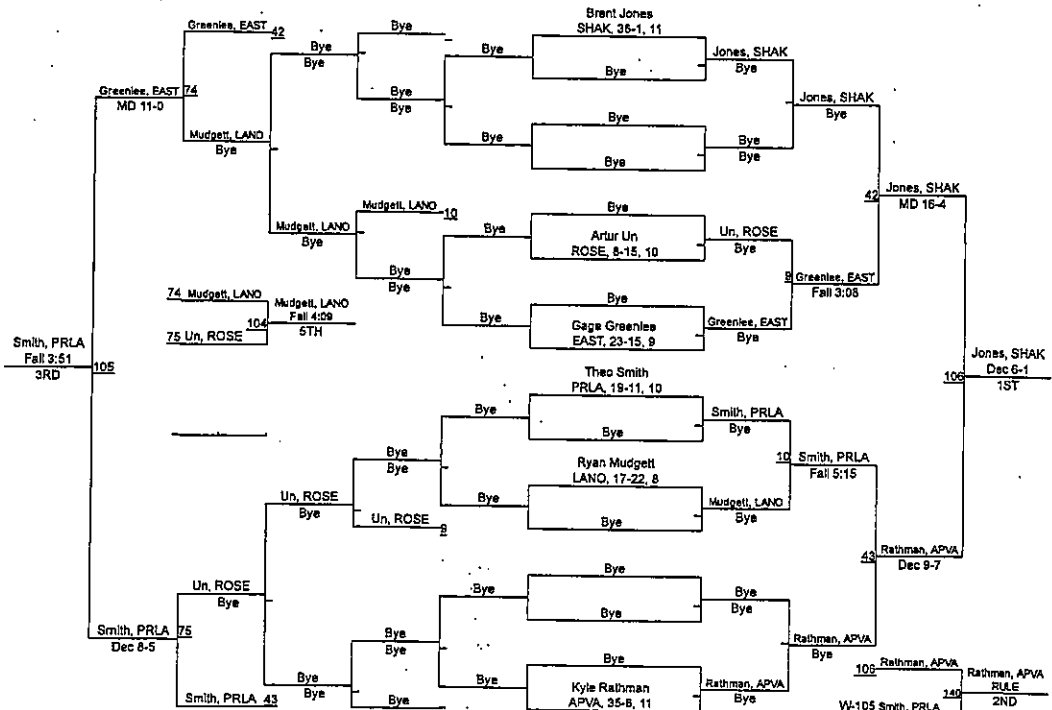 Brent Jones
SHAK, 36-1, 11
Greenlee, EAST 42
Bye
Bye
Bye
Bye
Jones, SHAK
Bye
Bye
Greenlee, EAST 74
MD 11-0
Bye
Bye
Bye
Jones, SHAK
Bye
Mudgett, LANO
Bye
Bye
Bye
Bye
Bye
Bye
42 Jones, SHAK
MD 16-4
Mudgett, LANO
Bye
Mudgett, LANO 10
Bye
Bye
Artur Un
ROSE, 8-15, 10
Un, ROSE
Bye
Bye
Bye
9 Greenlee, EAST
Fall 3:08
74 Mudgett, LANO
Mudgett, LANO
104 Fall 4:09
5TH
75 Un, ROSE
Bye
Bye
Gage Greenlee
EAST, 23-15, 9
Greenlee, EAST
Bye
Smith, PRLA
Fall 3:51
3RD
105
Jones, SHAK
106 Dec 6-1
1ST
Theo Smith
PRLA, 19-11, 10
Bye
Smith, PRLA
Bye
Bye
Bye
Bye
Ryan Mudgett
LANO, 17-22, 8
10 Smith, PRLA
Fall 5:15
Un, ROSE
Bye
Bye
Mudgett, LANO
Bye
Un, ROSE
9
Bye
43 Rathman, APVA
Dec 9-7
Un, ROSE
Bye
Bye
Bye
Bye
Bye
Bye
Smith, PRLA 75
Dec 8-5
Bye
Bye
Rathman, APVA
Bye
Bye
Bye
Bye
Bye
Bye
Kyle Rathman
APVA, 35-6, 11
Rathman, APVA
Bye
106 Rathman, APVA
Rathman, APVA
140 RULE
2ND
Smith, PRLA 43
Bye
W-105 Smith, PRLA